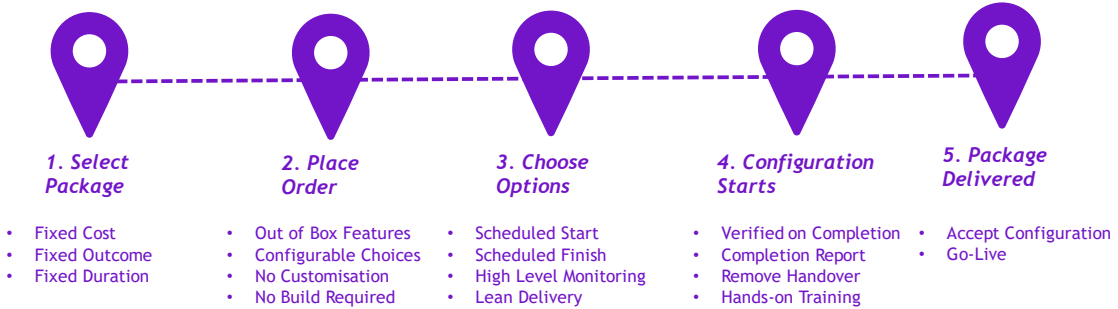 1. Select
Package
• Fixed Cost
• Fixed Outcome
• Fixed Duration
2. Place
Order
• Out of Box Features
• Configurable Choices
• No Customisation
• No Build Required
3. Choose
Options
• Scheduled Start
• Scheduled Finish
• High Level Monitoring
• Lean Delivery
4. Configuration
Starts
• Verified on Completion
• Completion Report
• Remove Handover
• Hands-on Training
5. Package
Delivered
• Accept Configuration
• Go-Live